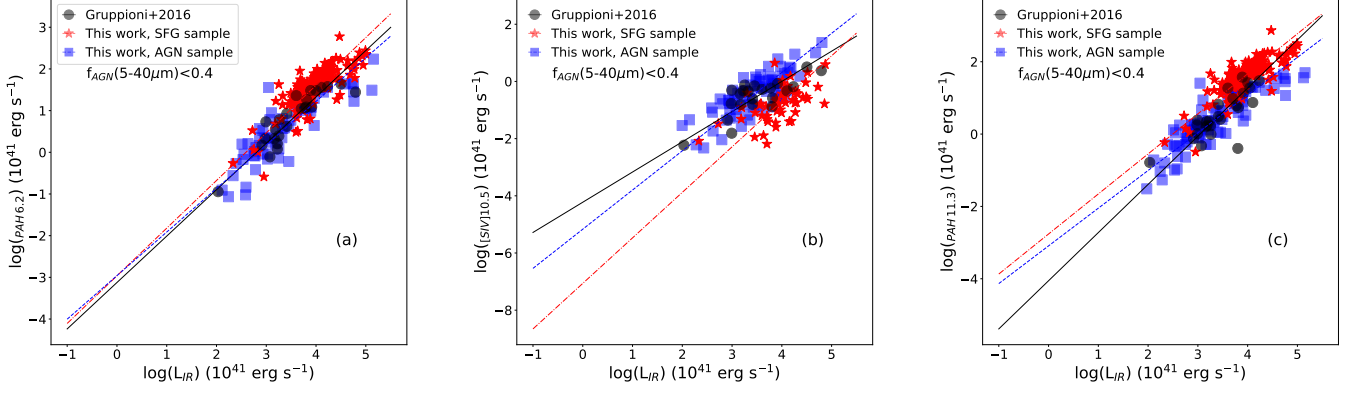 Gruppioni+2016
This work, SFG sample
This work, AGN sample
f_AGN(5-40μm)<0.4
3
2
1
0
−1
−2
−3
−4
log(PAH6.2) (10^41 erg s^−1)
(a)
−1 0 1 2 3 4 5
log(L_IR) (10^41 erg s^−1)
Gruppioni+2016
This work, SFG sample
This work, AGN sample
f_AGN(5-40μm)<0.4
2
0
−2
−4
−6
−8
log([SIV]10.5) (10^41 erg s^−1)
(b)
−1 0 1 2 3 4 5
log(L_IR) (10^41 erg s^−1)
Gruppioni+2016
This work, SFG sample
This work, AGN sample
f_AGN(5-40μm)<0.4
2
0
−2
−4
log(PAH11.3) (10^41 erg s^−1)
(c)
−1 0 1 2 3 4 5
log(L_IR) (10^41 erg s^−1)